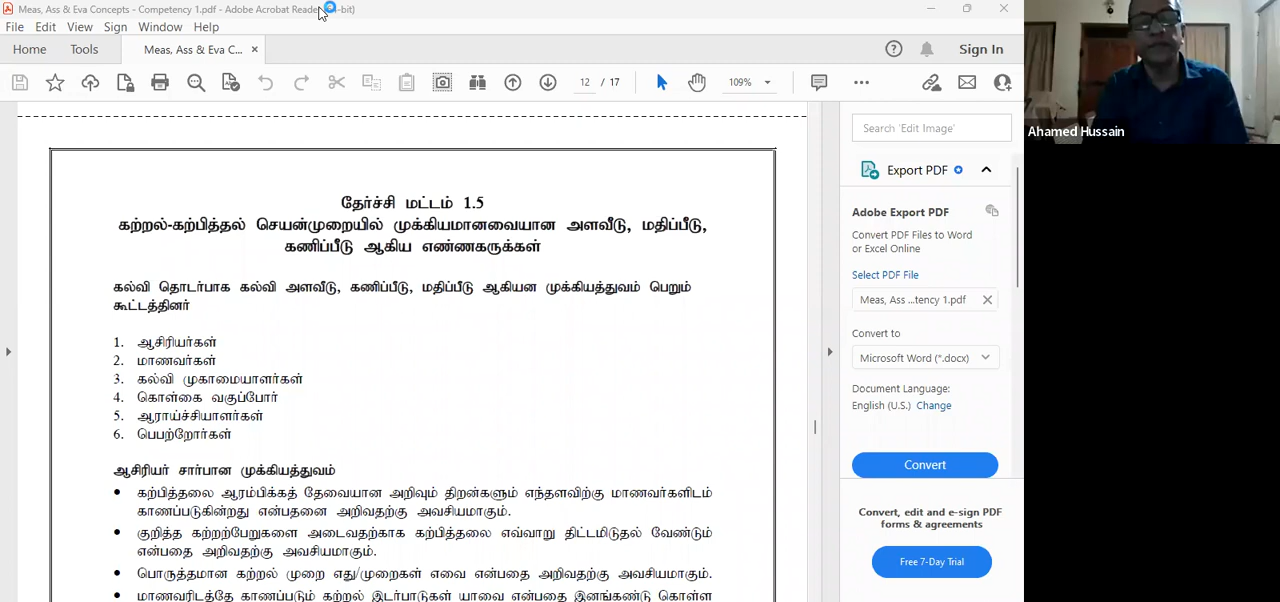 Meas, Ass & Eva Concepts - Competency 1.pdf - Adobe Acrobat Reade -bit)
File Edit View Sign Window Help
Home Tools Meas, Ass & Eva C... ×
Sign In
12 / 17 109%
Ahamed Hussain
Search 'Edit Image'
Export PDF
Adobe Export PDF
Convert PDF Files to Word
or Excel Online
Select PDF File
Meas, Ass ...tency 1.pdf
Convert to
Microsoft Word (*.docx)
Document Language:
English (U.S.) Change
Convert
Convert, edit and e-sign PDF
forms & agreements
Free 7-Day Trial
தேர்ச்சி மட்டம் 1.5
கற்றல்-கற்பித்தல் செயன்முறையில் முக்கியமானவையான அளவீடு, மதிப்பீடு,
கணிப்பீடு ஆகிய எண்ணகருக்கள்
கல்வி தொடர்பாக கல்வி அளவீடு, கணிப்பீடு, மதிப்பீடு ஆகியன முக்கியத்துவம் பெறும்
கூட்டத்தினர்
1. ஆசிரியர்கள்
2. மாணவர்கள்
3. கல்வி முகாமையாளர்கள்
4. கொள்கை வகுப்போர்
5. ஆராய்ச்சியாளர்கள்
6. பெபற்றோர்கள்
ஆசிரியர் சார்பான முக்கியத்துவம்
• கற்பித்தலை ஆரம்பிக்கத் தேவையான அறிவும் திறன்களும் எந்தளவிற்கு மாணவர்களிடம்
காணப்படுகின்றது என்பதனை அறிவதற்கு அவசியமாகும்.
• குறித்த கற்றற்பேறுகளை அடைவதற்காக கற்பித்தலை எவ்வாறு திட்டமிடுதல் வேண்டும்
என்பதை அறிவதற்கு அவசியமாகும்.
• பொருத்தமான கற்றல் முறை எது/முறைகள் எவை என்பதை அறிவதற்கு அவசியமாகும்.
• மாணவரிடத்தே காணப்படும் கற்றல் இடர்பாடுகள் யாவை என்பதை இனங்கண்டு கொள்ள